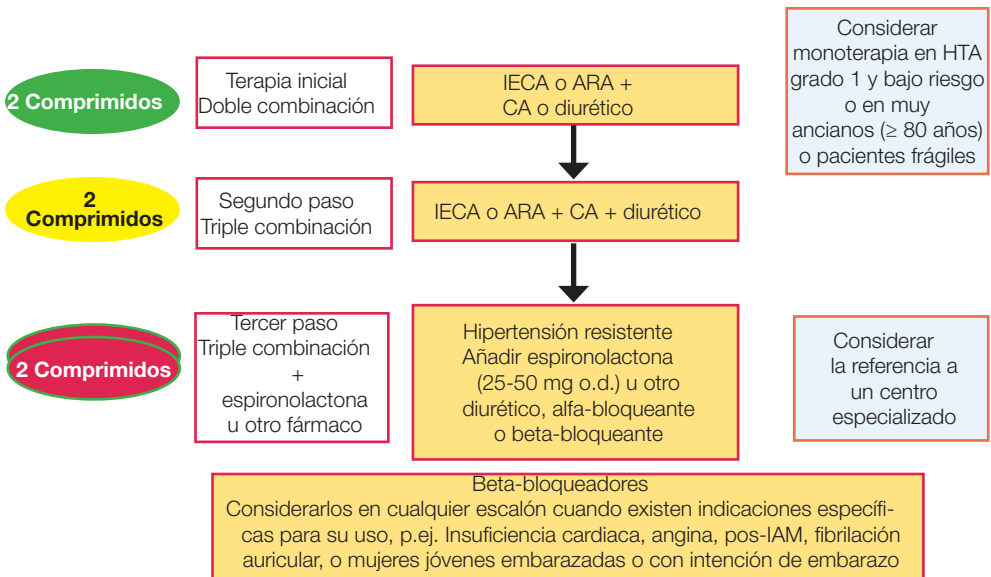 2 Comprimidos
Terapia inicial
Doble combinación
IECA o ARA +
CA o diurético
Considerar
monoterapia en HTA
grado 1 y bajo riesgo
o en muy
ancianos (≥ 80 años)
o pacientes frágiles
2
Comprimidos
Segundo paso
Triple combinación
IECA o ARA + CA + diurético
2 Comprimidos
Tercer paso
Triple combinación
+
espironolactona
u otro fármaco
Hipertensión resistente
Añadir espironolactona
(25-50 mg o.d.) u otro
diurético, alfa-bloqueante
o beta-bloqueante
Considerar
la referencia a
un centro
especializado
Beta-bloqueadores
Considerarlos en cualquier escalón cuando existen indicaciones específi-
cas para su uso, p.ej. Insuficiencia cardiaca, angina, pos-IAM, fibrilación
auricular, o mujeres jóvenes embarazadas o con intención de embarazo